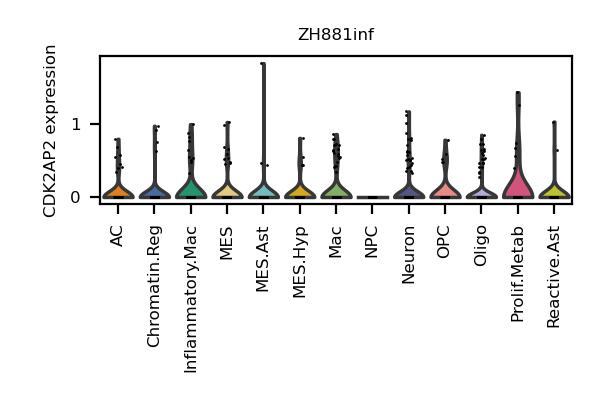 ZH881inf
CDK2AP2 expression
1
0
AC
Chromatin.Reg
Inflammatory.Mac
MES
MES.Ast
MES.Hyp
Mac
NPC
Neuron
OPC
Oligo
Prolif.Metab
Reactive.Ast